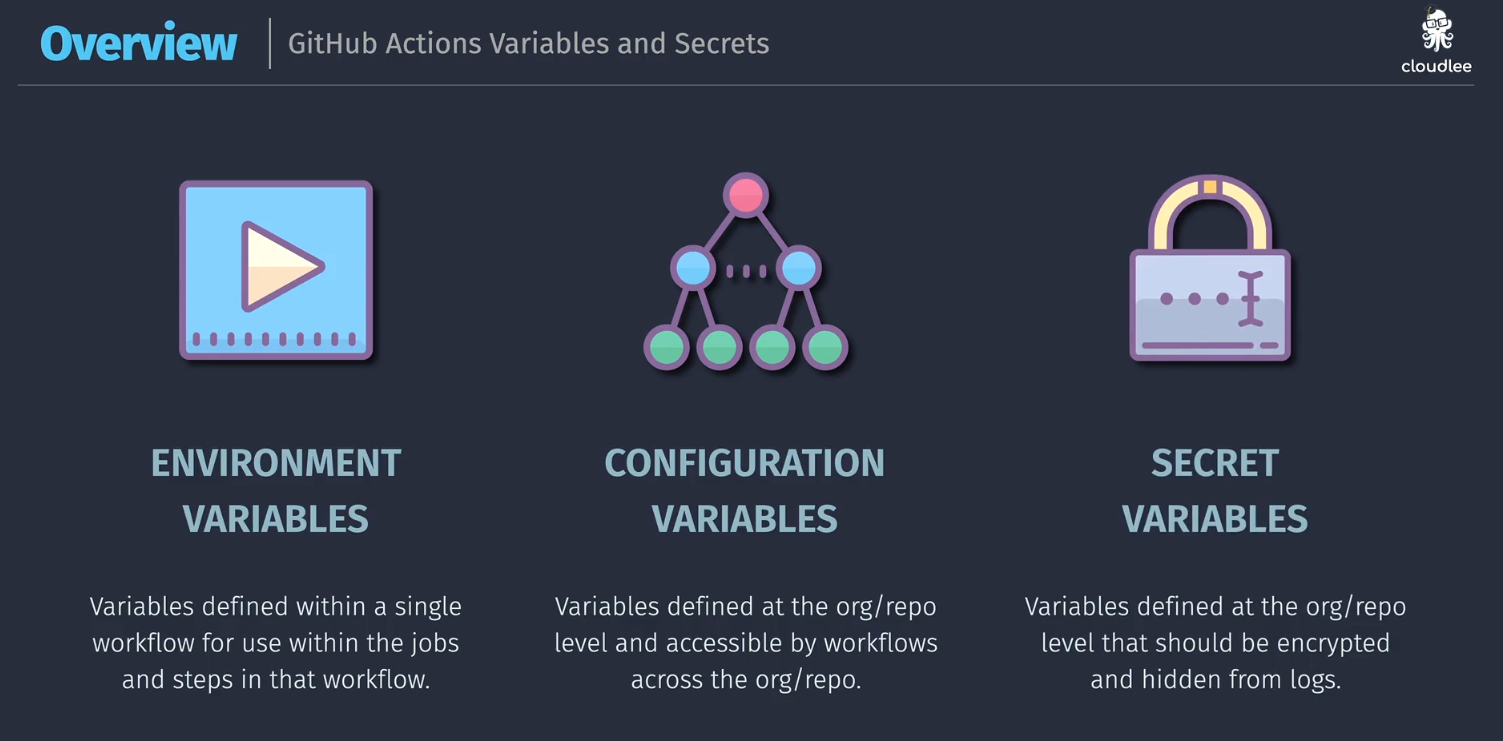 Overview
GitHub Actions Variables and Secrets
cloudlee
ENVIRONMENT
VARIABLES
Variables defined within a single
workflow for use within the jobs
and steps in that workflow.
CONFIGURATION
VARIABLES
Variables defined at the org/repo
level and accessible by workflows
across the org/repo.
SECRET
VARIABLES
Variables defined at the org/repo
level that should be encrypted
and hidden from logs.